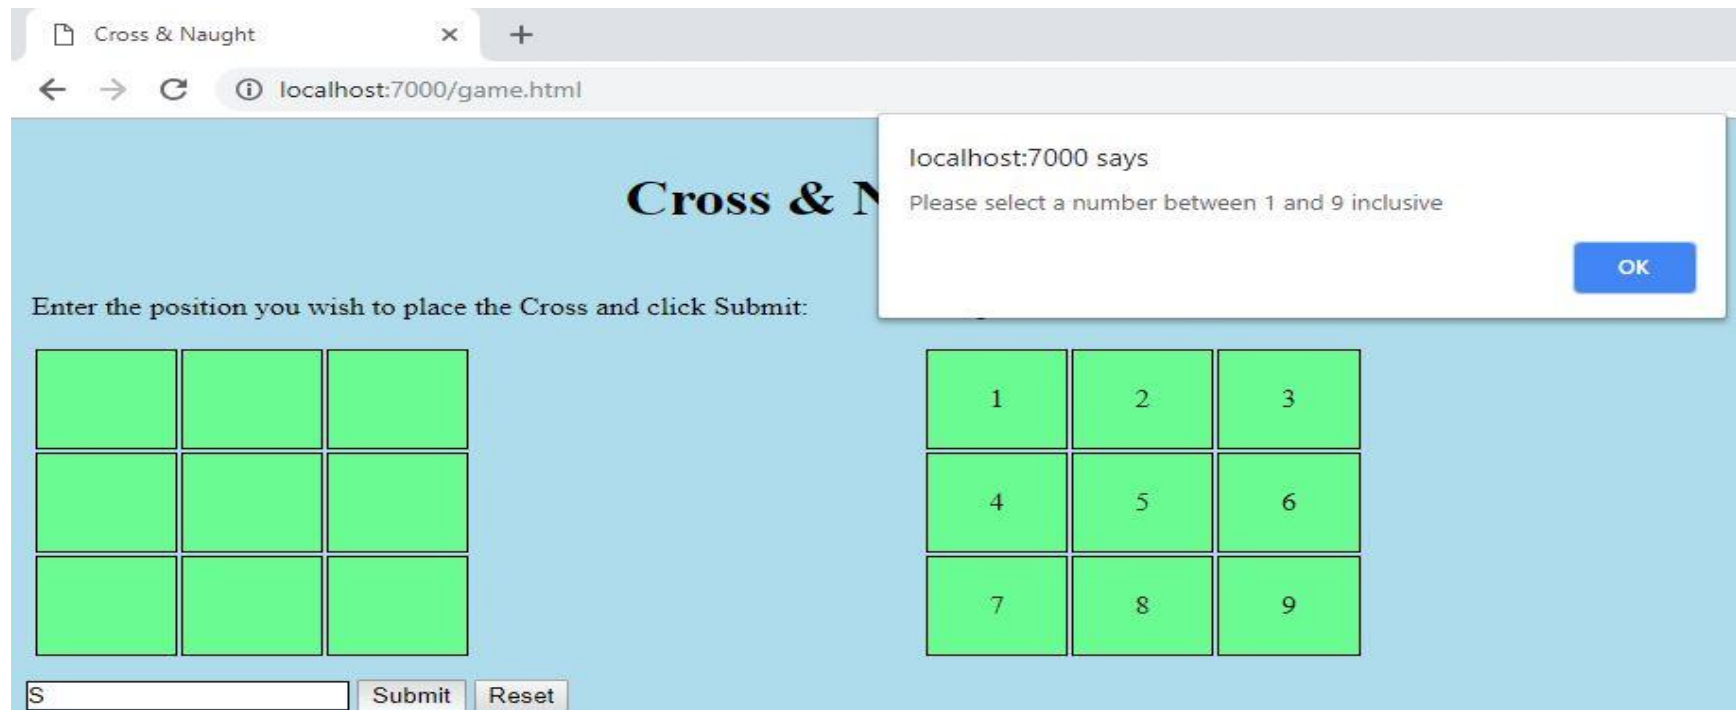 Cross & Naught
localhost:7000/game.html
localhost:7000 says
Please select a number between 1 and 9 inclusive
OK
Cross &
Enter the position you wish to place the Cross and click Submit:
1 2 3
4 5 6
7 8 9
S Submit Reset